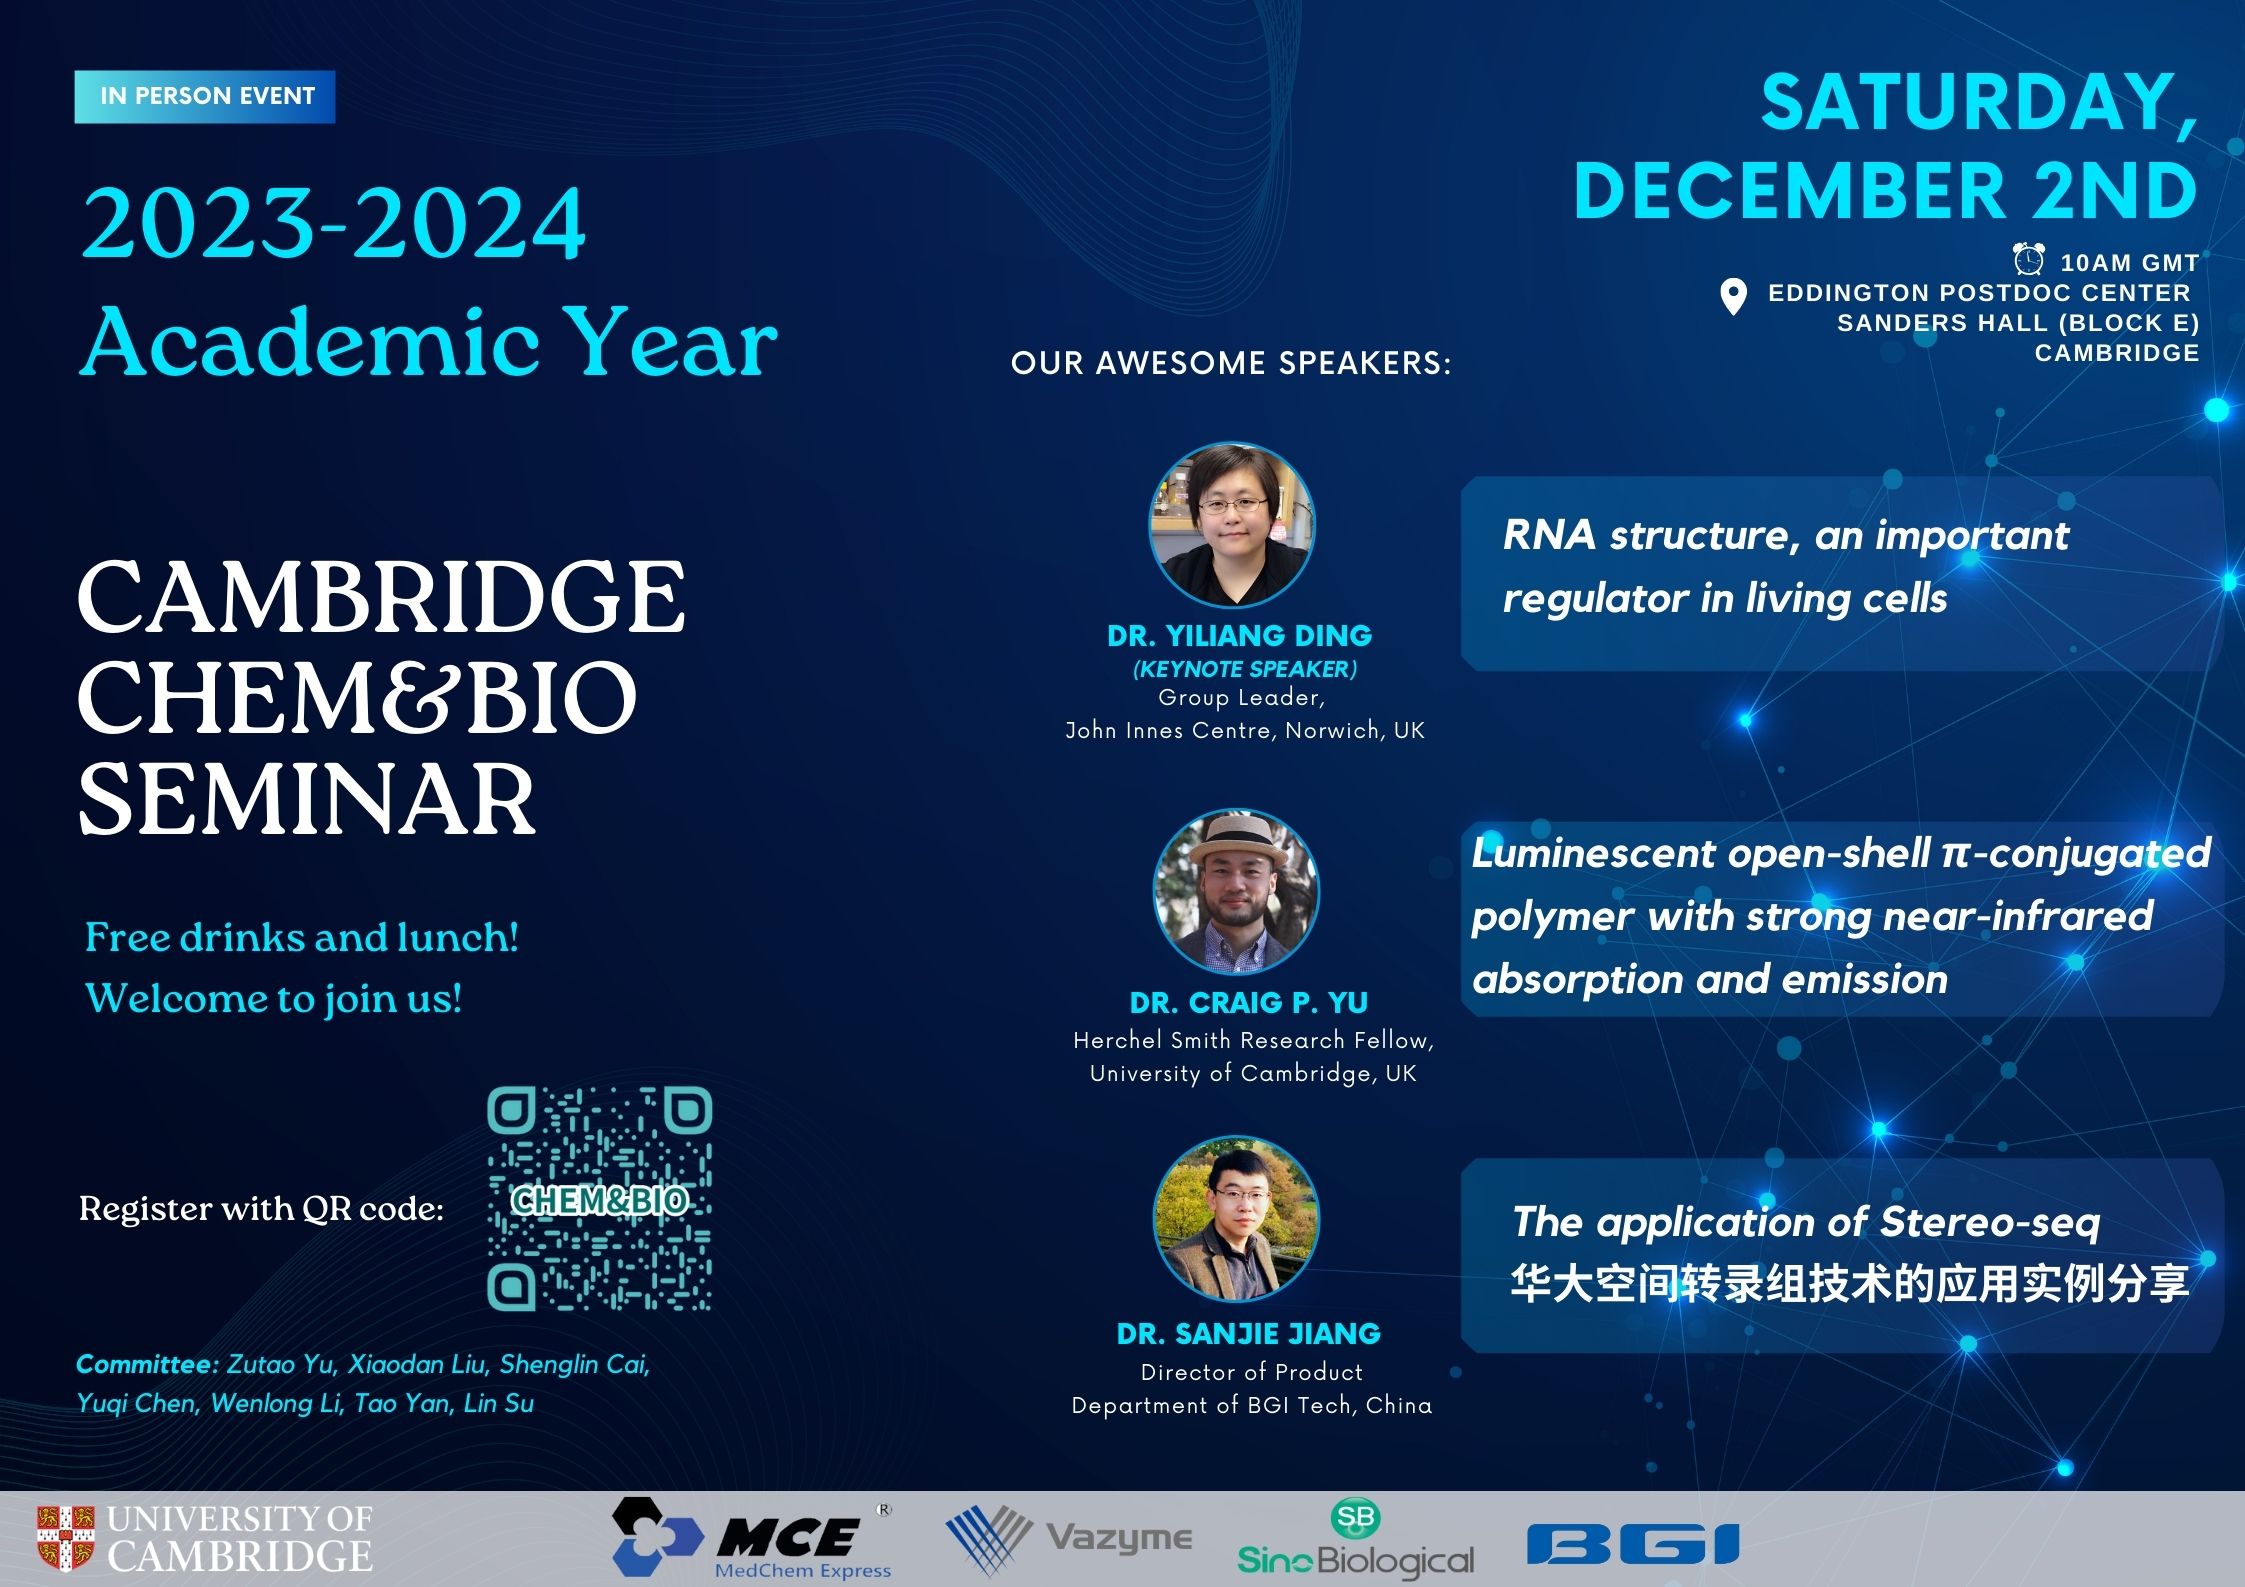 IN PERSON EVENT
2023-2024
Academic Year
CAMBRIDGE
CHEM&BIO
SEMINAR
Free drinks and lunch!
Welcome to join us!
Register with QR code:
CHEM&BIO
Committee: Zutao Yu, Xiaodan Liu, Shenglin Cai,
Yuqi Chen, Wenlong Li, Tao Yan, Lin Su
SATURDAY,
DECEMBER 2ND
10AM GMT
EDDINGTON POSTDOC CENTER
SANDERS HALL (BLOCK E)
CAMBRIDGE
OUR AWESOME SPEAKERS:
DR. YILIANG DING
(KEYNOTE SPEAKER)
Group Leader,
John Innes Centre, Norwich, UK
RNA structure, an important
regulator in living cells
DR. CRAIG P. YU
Herchel Smith Research Fellow,
University of Cambridge, UK
Luminescent open-shell π-conjugated
polymer with strong near-infrared
absorption and emission
DR. SANJIE JIANG
Director of Product
Department of BGI Tech, China
The application of Stereo-seq
华大空间转录组技术的应用实例分享
UNIVERSITY OF
CAMBRIDGE
MCE ®
MedChem Express
Vazyme
SB
Sino Biological
BGI